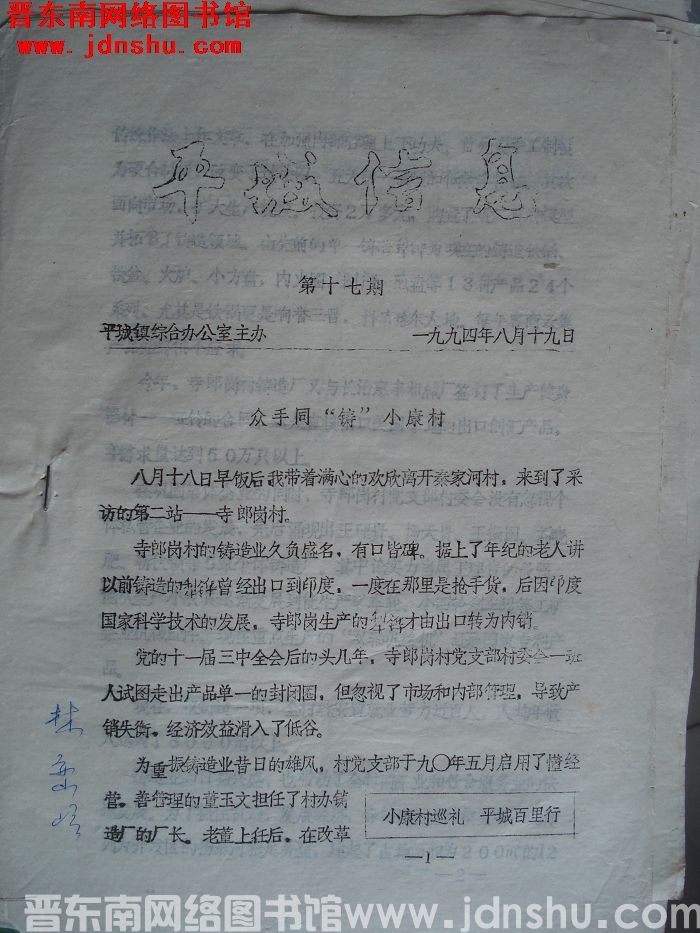 晋东南网络图书馆
www.jdnshu.com
平城信息
第十七期
平城镇综合办公室主办 一九九四年八月十九日
众手同“铸”小康村
八月十八日早饭后我带着满心的欢欣离开秦家河村，来到了采
访的第二站——寺郎岗村。
寺郎岗村的铸造业久负盛名，有口皆碑。据上了年纪的老人讲
以前铸造的犁铧曾经出口到印度，一度在那里是抢手货，后因印度
国家科学技术的发展，寺郎岗生产的犁铧才由出口转为内销。
党的十一届三中全会后的头几年，寺郎岗村党支部村委会一班
人试图走出产品单一的封闭圈，但忽视了市场和内部管理，导致产
销失衡。经济效益滑入了低谷。
为重振铸造业昔日的雄风，村党支部于九〇年五月启用了懂经
营。善管理的董玉文担任了村办铸
造厂的厂长。老董上任后，在改革
小康村巡礼 平城百里行
—1—
晋东南网络图书馆www.jdnshu.com